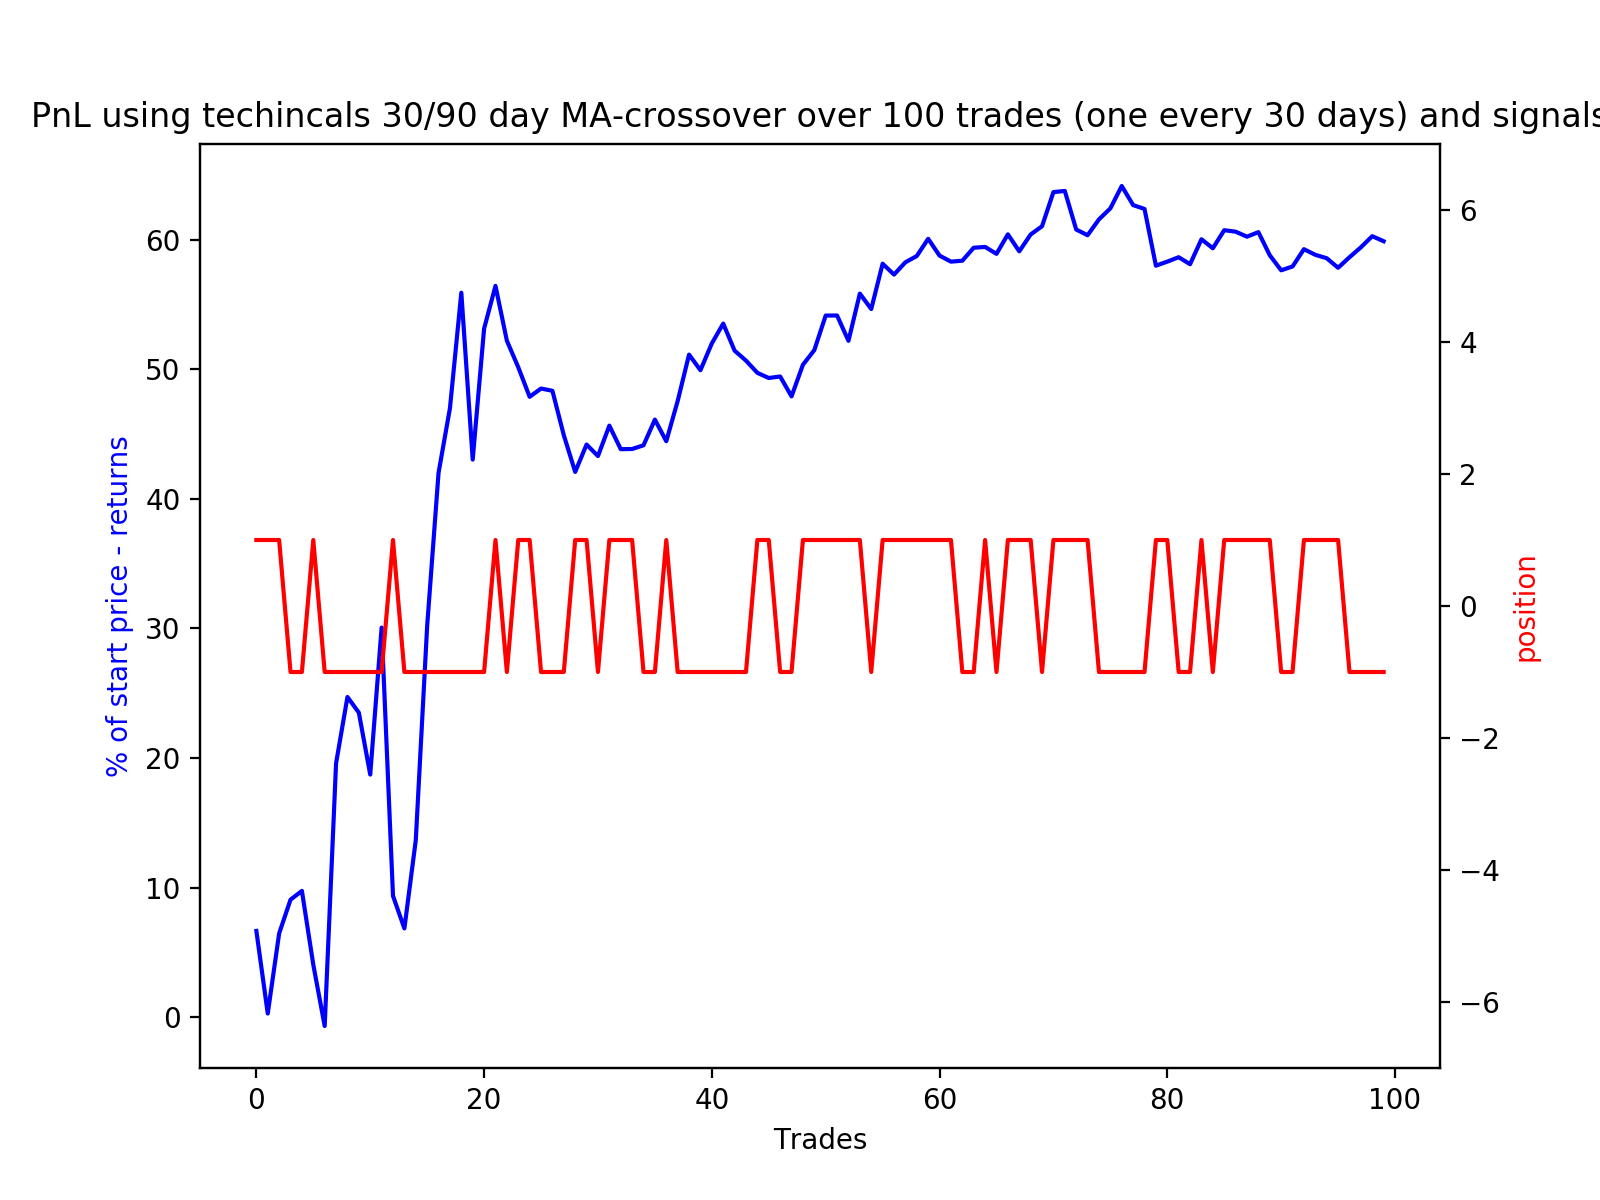 PnL using techincals 30/90 day MA-crossover over 100 trades (one every 30 days) and signals
% of start price - returns
60
50
40
30
20
10
0
6
4
2
0
−2
−4
−6
position
0 20 40 60 80 100
Trades